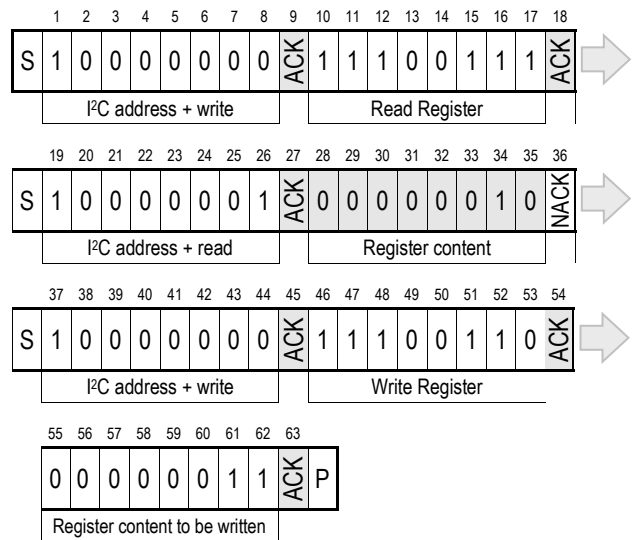 1 2 3 4 5 6 7 8 9 10 11 12 13 14 15 16 17 18
S 1 0 0 0 0 0 0 0 ACK 1 1 1 0 0 1 1 1 ACK
I²C address + write Read Register
19 20 21 22 23 24 25 26 27 28 29 30 31 32 33 34 35 36
S 1 0 0 0 0 0 0 1 ACK 0 0 0 0 0 0 1 0 NACK
I²C address + read Register content
37 38 39 40 41 42 43 44 45 46 47 48 49 50 51 52 53 54
S 1 0 0 0 0 0 0 0 ACK 1 1 1 0 0 1 1 0 ACK
I²C address + write Write Register
55 56 57 58 59 60 61 62 63
0 0 0 0 0 0 1 1 ACK P
Register content to be written